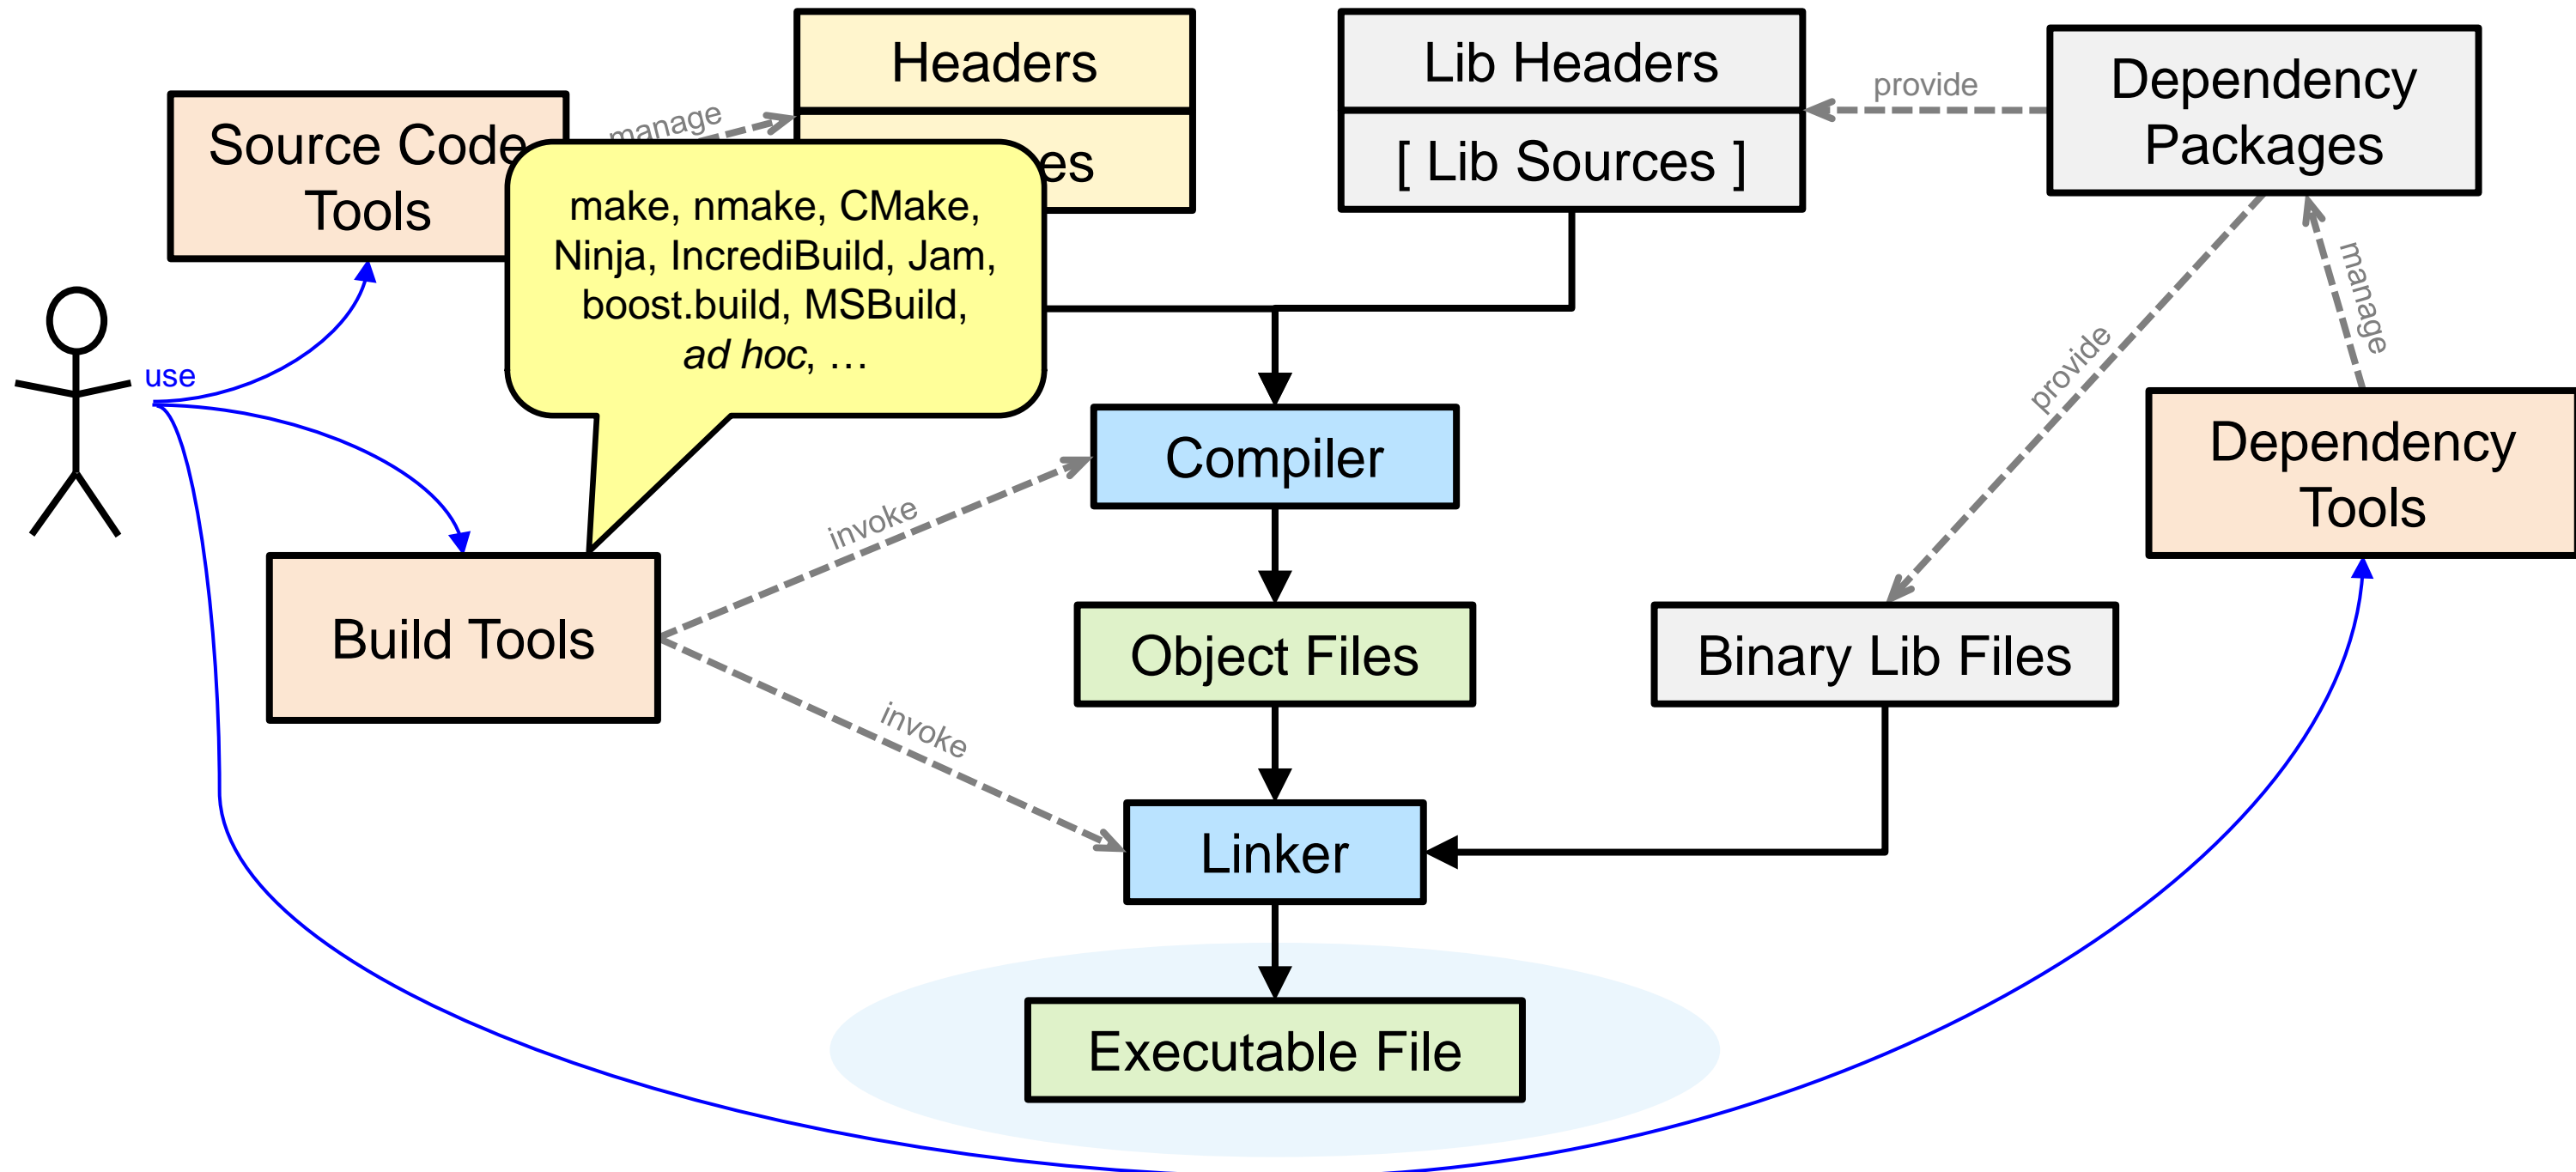 Headers
Lib Headers
[ Lib Sources ]
provide
Dependency
Packages
Source Code
Tools
manage
make, nmake, CMake,
Ninja, IncrediBuild, Jam,
boost.build, MSBuild,
ad hoc, …
use
manage
provide
Compiler
Dependency
Tools
invoke
Build Tools
Object Files
Binary Lib Files
invoke
Linker
Executable File